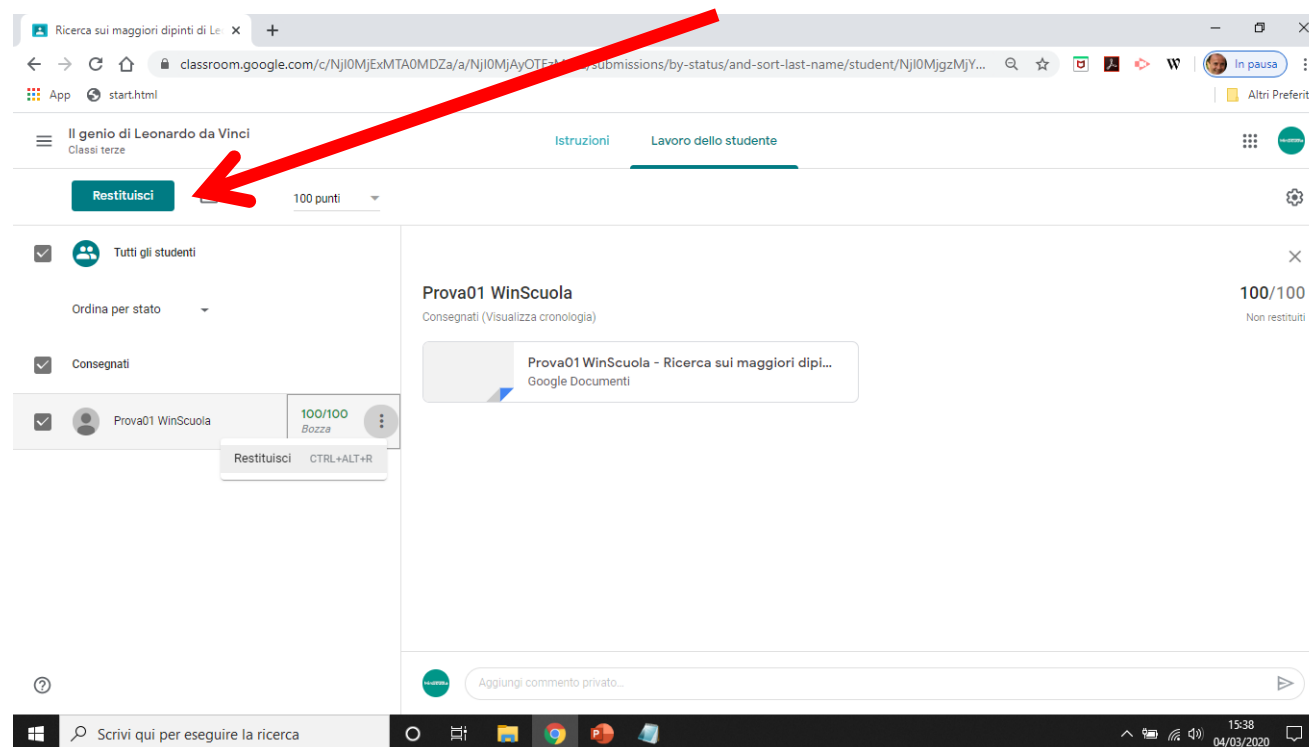 Ricerca sui maggiori dipinti di Le
classroom.google.com/c/NjI0MjExMTA0MDZa/a/NjI0MjAyOTEzM /submissions/by-status/and-sort-last-name/student/NjI0MjgzMjY...
In pausa
App start.html Altri Preferit
Il genio di Leonardo da Vinci
Classi terze
Istruzioni Lavoro dello studente
Restituisci 100 punti
Tutti gli studenti
Ordina per stato
Prova01 WinScuola 100/100
Consegnati (Visualizza cronologia) Non restituiti
Consegnati
Prova01 WinScuola - Ricerca sui maggiori dipi...
Google Documenti
Prova01 WinScuola 100/100
Bozza
Restituisci CTRL+ALT+R
Aggiungi commento privato...
Scrivi qui per eseguire la ricerca
15:38
04/03/2020